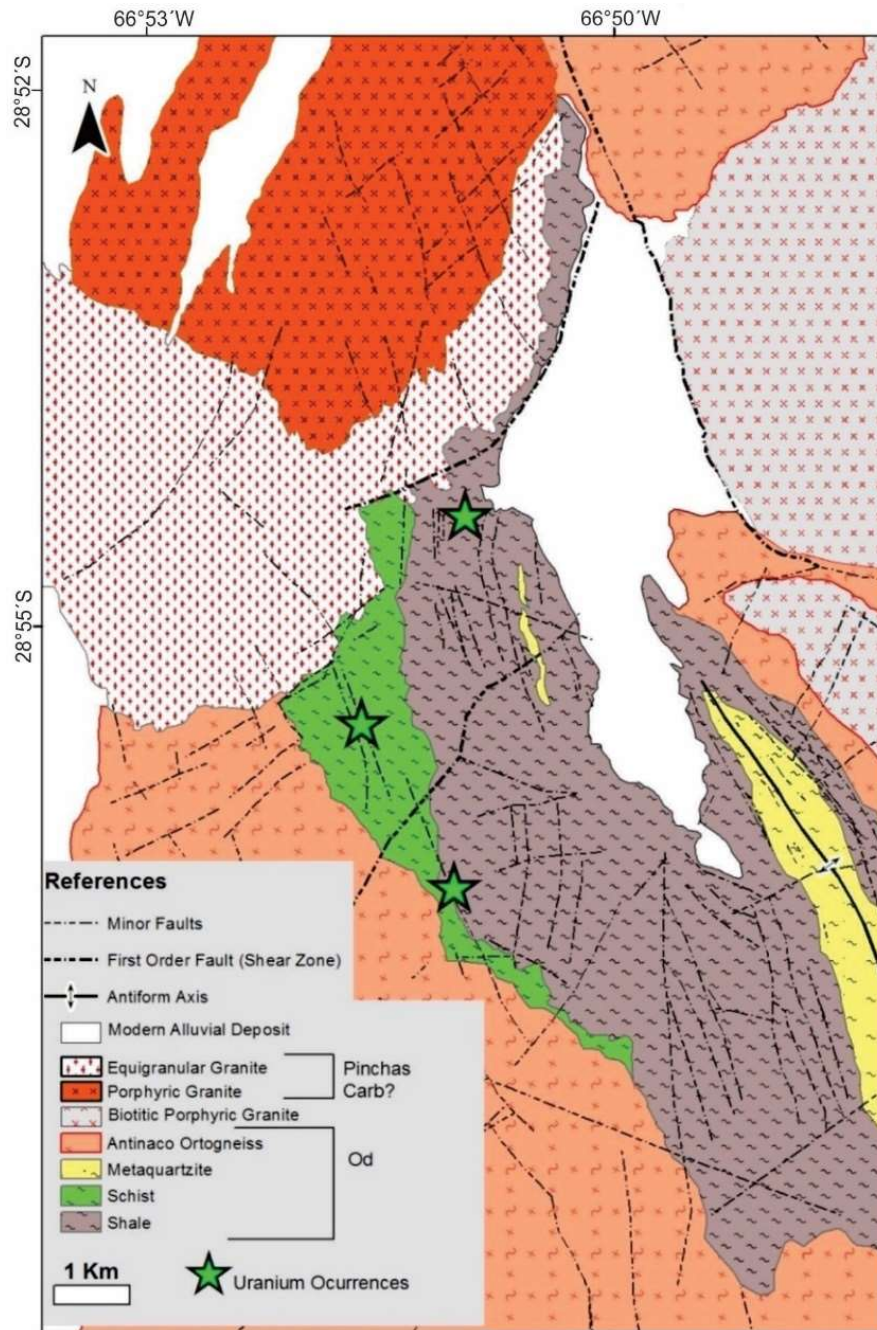 66°53'W
66°50'W
28°52'S
N
28°55'S
References
Minor Faults
First Order Fault (Shear Zone)
Antiform Axis
Modern Alluvial Deposit
Equigranular Granite
Porphyric Granite
Pinchas
Carb?
Biotitic Porphyric Granite
Antinaco Ortogneiss
Metaquartzite
Schist
Shale
Od
1 Km
Uranium Ocurrences